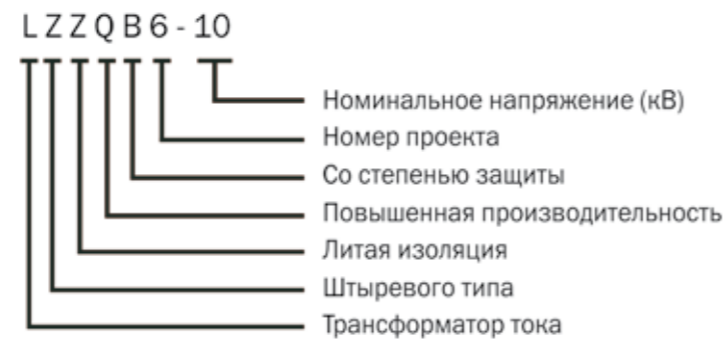 LZZQB6-10
Номинальное напряжение (кВ)
Номер проекта
Со степенью защиты
Повышенная производительность
Литая изоляция
Штыревого типа
Трансформатор тока